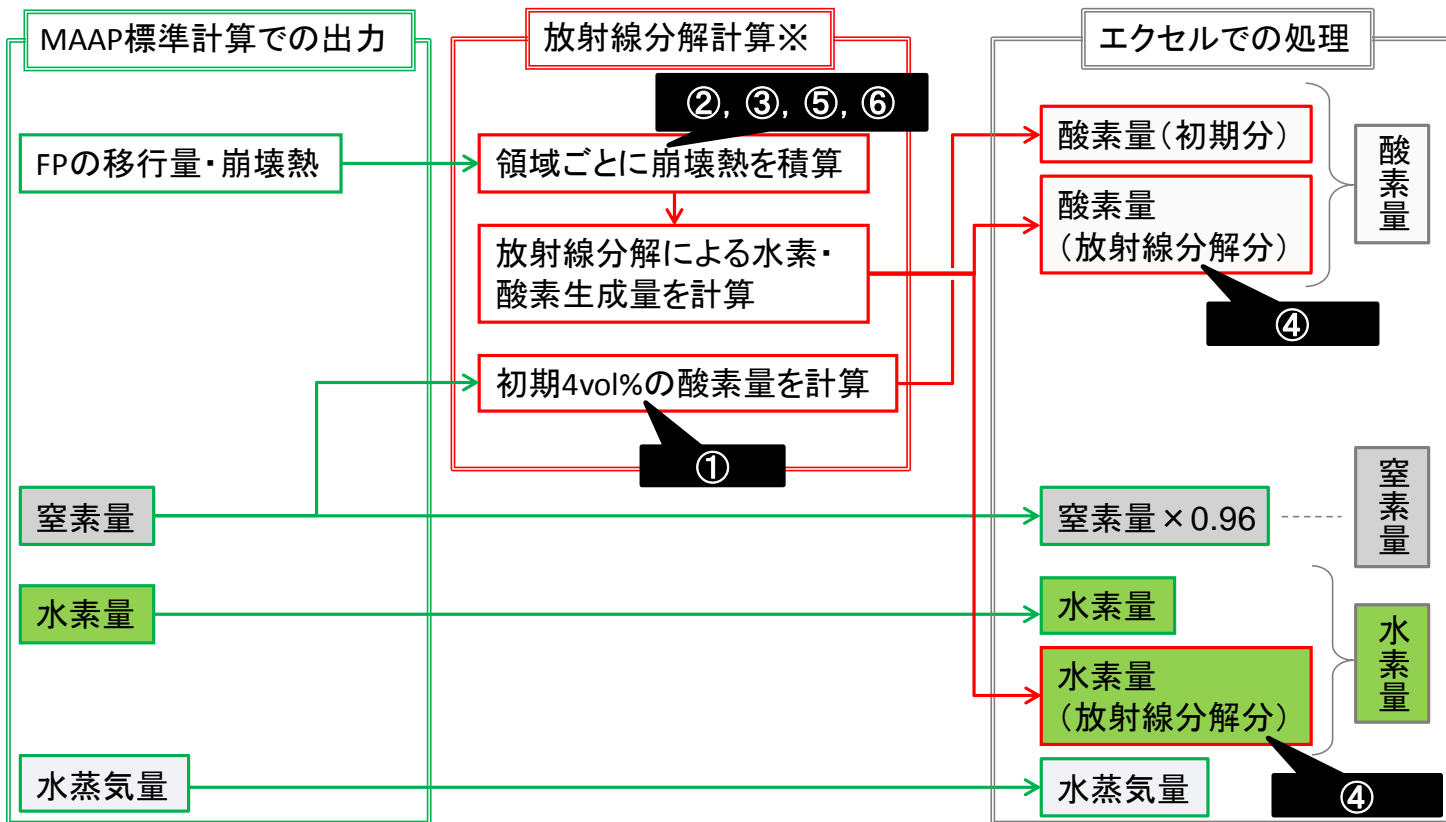 MAAP標準計算での出力
放射線分解計算※
エクセルでの処理
②, ③, ⑤, ⑥
FPの移行量・崩壊熱
領域ごとに崩壊熱を積算
酸素量(初期分)
酸素量
酸素量
(放射線分解分)
放射線分解による水素・
酸素生成量を計算
④
初期4vol%の酸素量を計算
①
窒素量
窒素量×0.96
窒素量
水素量
水素量
水素量
水素量
(放射線分解分)
水蒸気量
水蒸気量
④